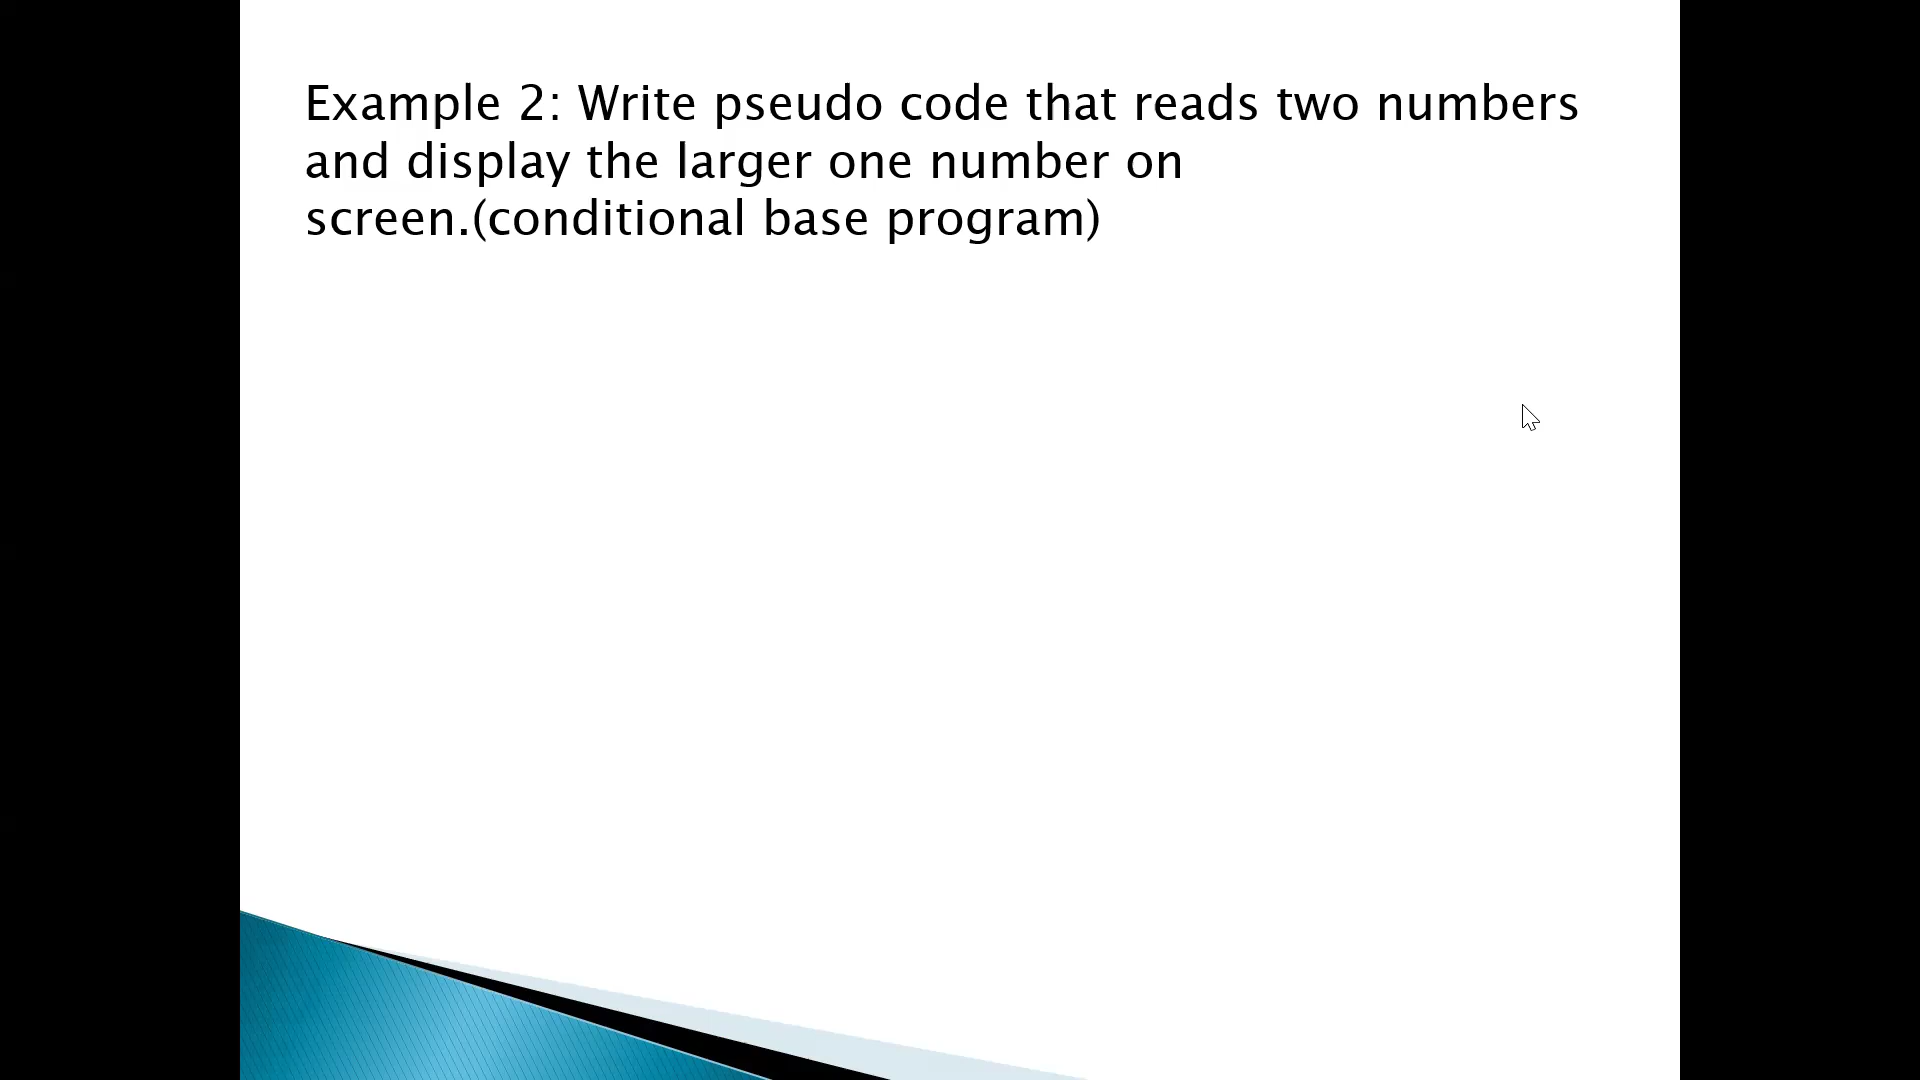 Example 2: Write pseudo code that reads two numbers
and display the larger one number on
screen.(conditional base program)